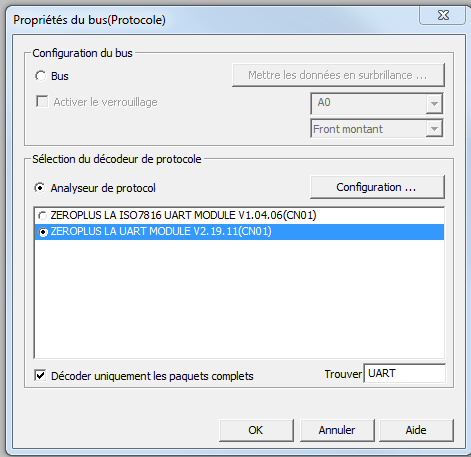 Propriétés du bus(Protocole)
Configuration du bus
Bus
Mettre les données en surbrillance ...
Activer le verrouillage
A0
Front montant
Sélection du décodeur de protocole
Analyseur de protocol
Configuration ...
ZEROPLUS LA ISO7816 UART MODULE V1.04.06(CN01)
ZEROPLUS LA UART MODULE V2.19.11(CN01)
Décoder uniquement les paquets complets
Trouver UART
OK
Annuler
Aide